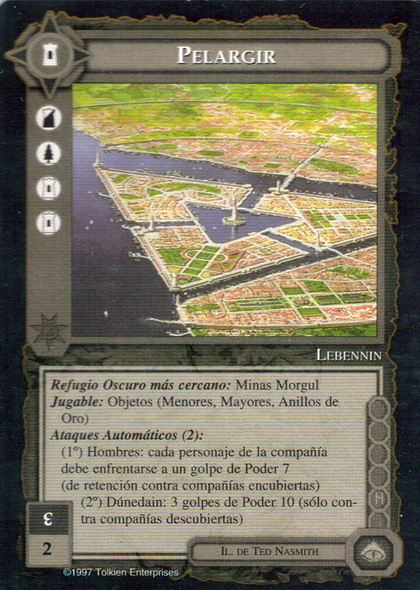 PELARGIR
LEBENNIN
Refugio Oscuro más cercano: Minas Morgul
Jugable: Objetos (Menores, Mayores, Anillos de
Oro)
Ataques Automáticos (2):
(1º) Hombres: cada personaje de la compañía
debe enfrentarse a un golpe de Poder 7
(de retención contra compañías encubiertas)
(2º) Dúnedain: 3 golpes de Poder 10 (sólo con-
tra compañías descubiertas)
ε
2
H
IL. DE TED NASMITH
©1997 Tolkien Enterprises